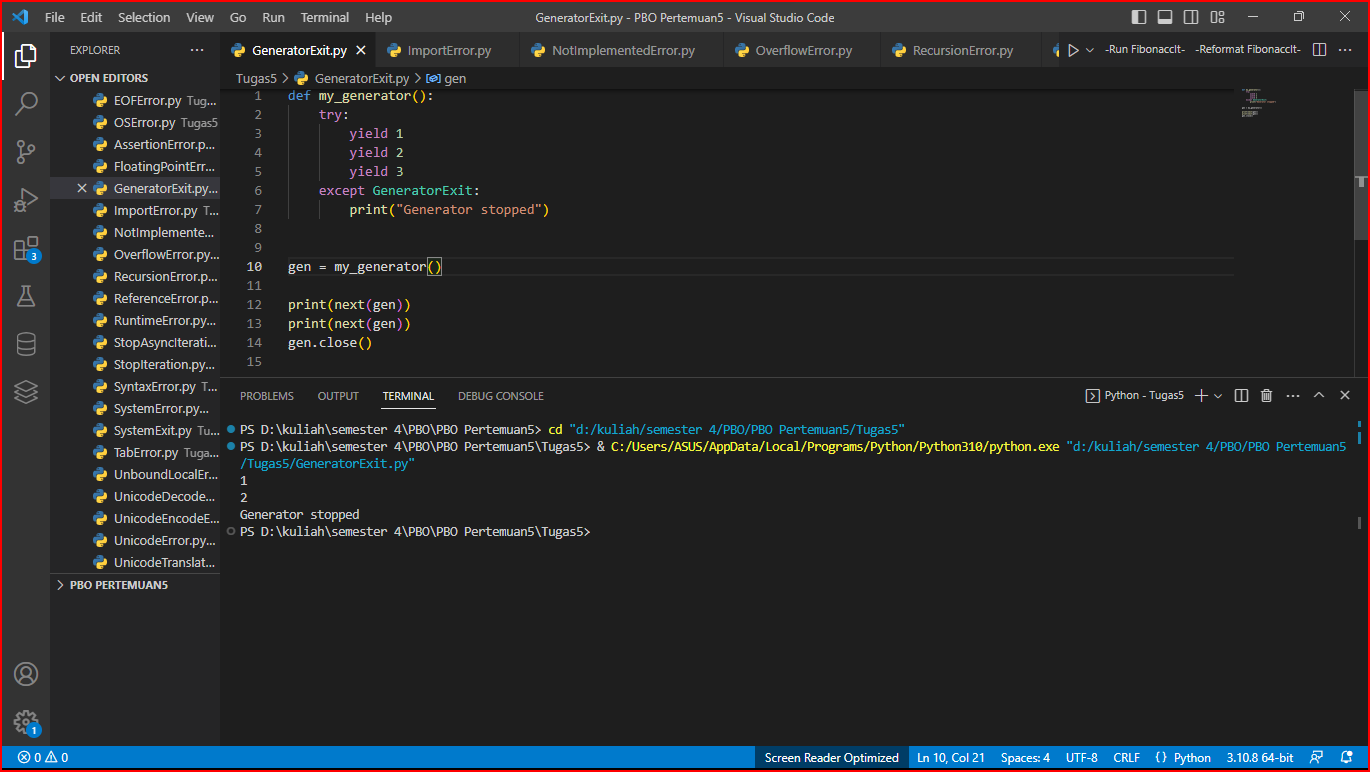 File Edit Selection View Go Run Terminal Help GeneratorExit.py - PBO Pertemuan5 - Visual Studio Code
EXPLORER ···
OPEN EDITORS
EOFError.py Tug...
OSError.py Tugas5
AssertionError.p...
FloatingPointErr...
GeneratorExit.py...
ImportError.py T...
NotImplemente...
OverflowError.py...
RecursionError.p...
ReferenceError.p...
RuntimeError.py...
StopAsyncIterati...
StopIteration.py...
SyntaxError.py T...
SystemError.py...
SystemExit.py Tu...
TabError.py Tuga...
UnboundLocalEr...
UnicodeDecode...
UnicodeEncodeE...
UnicodeError.py...
UnicodeTranslat...
PBO PERTEMUAN5
3
1
GeneratorExit.py ImportError.py NotImplementedError.py OverflowError.py RecursionError.py -Run FibonaccIt- -Reformat FibonaccIt- ···
Tugas5 > GeneratorExit.py > gen
1 def my_generator():
2 try:
3 yield 1
4 yield 2
5 yield 3
6 except GeneratorExit:
7 print("Generator stopped")
8
9
10 gen = my_generator()
11
12 print(next(gen))
13 print(next(gen))
14 gen.close()
15
PROBLEMS OUTPUT TERMINAL DEBUG CONSOLE Python - Tugas5
PS D:\kuliah\semester 4\PBO\PBO Pertemuan5> cd "d:/kuliah/semester 4/PBO/PBO Pertemuan5/Tugas5"
PS D:\kuliah\semester 4\PBO\PBO Pertemuan5\Tugas5> & C:/Users/ASUS/AppData/Local/Programs/Python/Python310/python.exe "d:/kuliah/semester 4/PBO/PBO Pertemuan5
/Tugas5/GeneratorExit.py"
1
2
Generator stopped
PS D:\kuliah\semester 4\PBO\PBO Pertemuan5\Tugas5>
0 0 Screen Reader Optimized Ln 10, Col 21 Spaces: 4 UTF-8 CRLF {} Python 3.10.8 64-bit